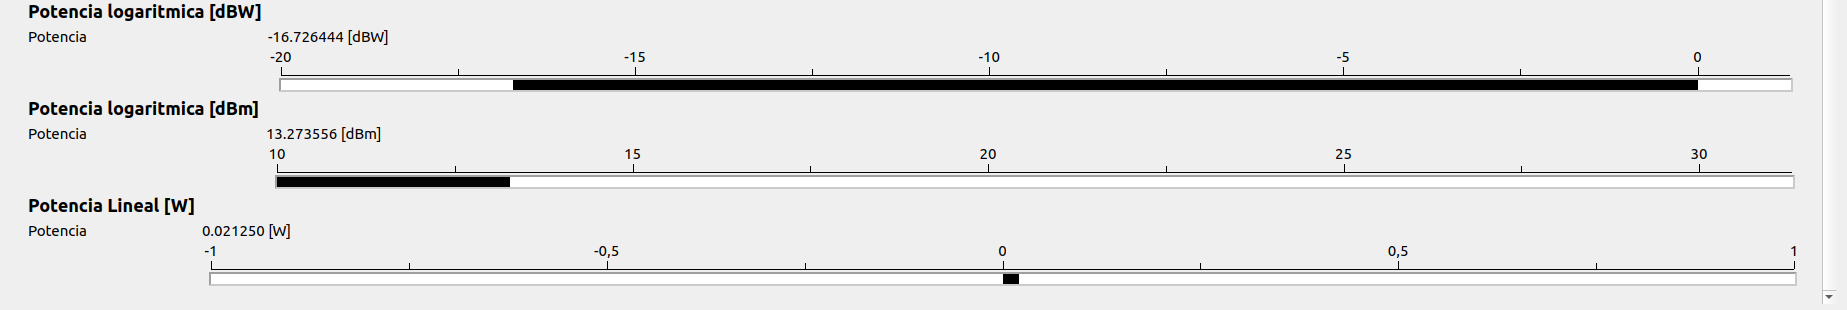 Potencia logaritmica [dBW]
Potencia -16.726444 [dBW]
-20 -15 -10 -5 0
Potencia logaritmica [dBm]
Potencia 13.273556 [dBm]
10 15 20 25 30
Potencia Lineal [W]
Potencia 0.021250 [W]
-1 -0,5 0 0,5 1